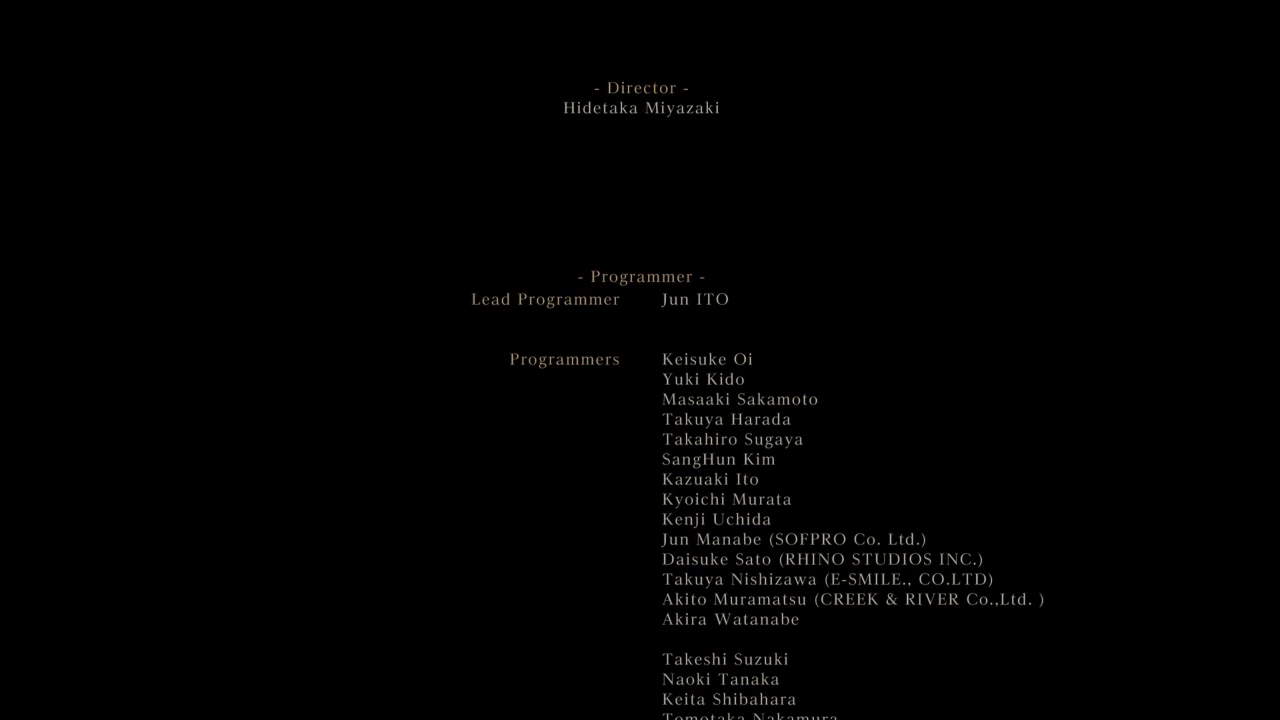 - Director -
Hidetaka Miyazaki
- Programmer -
Lead Programmer Jun ITO
Programmers Keisuke Oi
Yuki Kido
Masaaki Sakamoto
Takuya Harada
Takahiro Sugaya
SangHun Kim
Kazuaki Ito
Kyoichi Murata
Kenji Uchida
Jun Manabe (SOFPRO Co. Ltd.)
Daisuke Sato (RHINO STUDIOS INC.)
Takuya Nishizawa (E-SMILE., CO.LTD)
Akito Muramatsu (CREEK & RIVER Co.,Ltd. )
Akira Watanabe
Takeshi Suzuki
Naoki Tanaka
Keita Shibahara
Tomotaka Nakamura